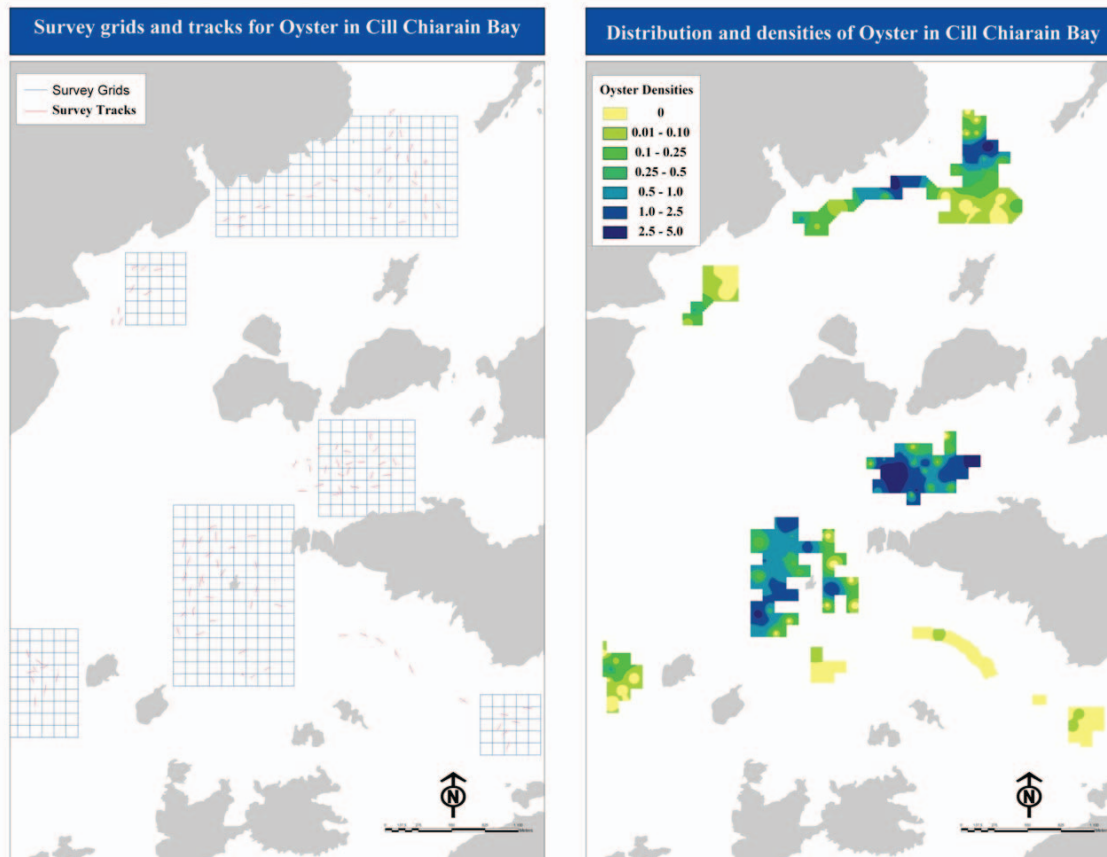 Survey grids and tracks for Oyster in Cill Chiarain Bay
Survey Grids
Survey Tracks
N
Distribution and densities of Oyster in Cill Chiarain Bay
Oyster Densities
0
0.01 - 0.10
0.1 - 0.25
0.25 - 0.5
0.5 - 1.0
1.0 - 2.5
2.5 - 5.0
N